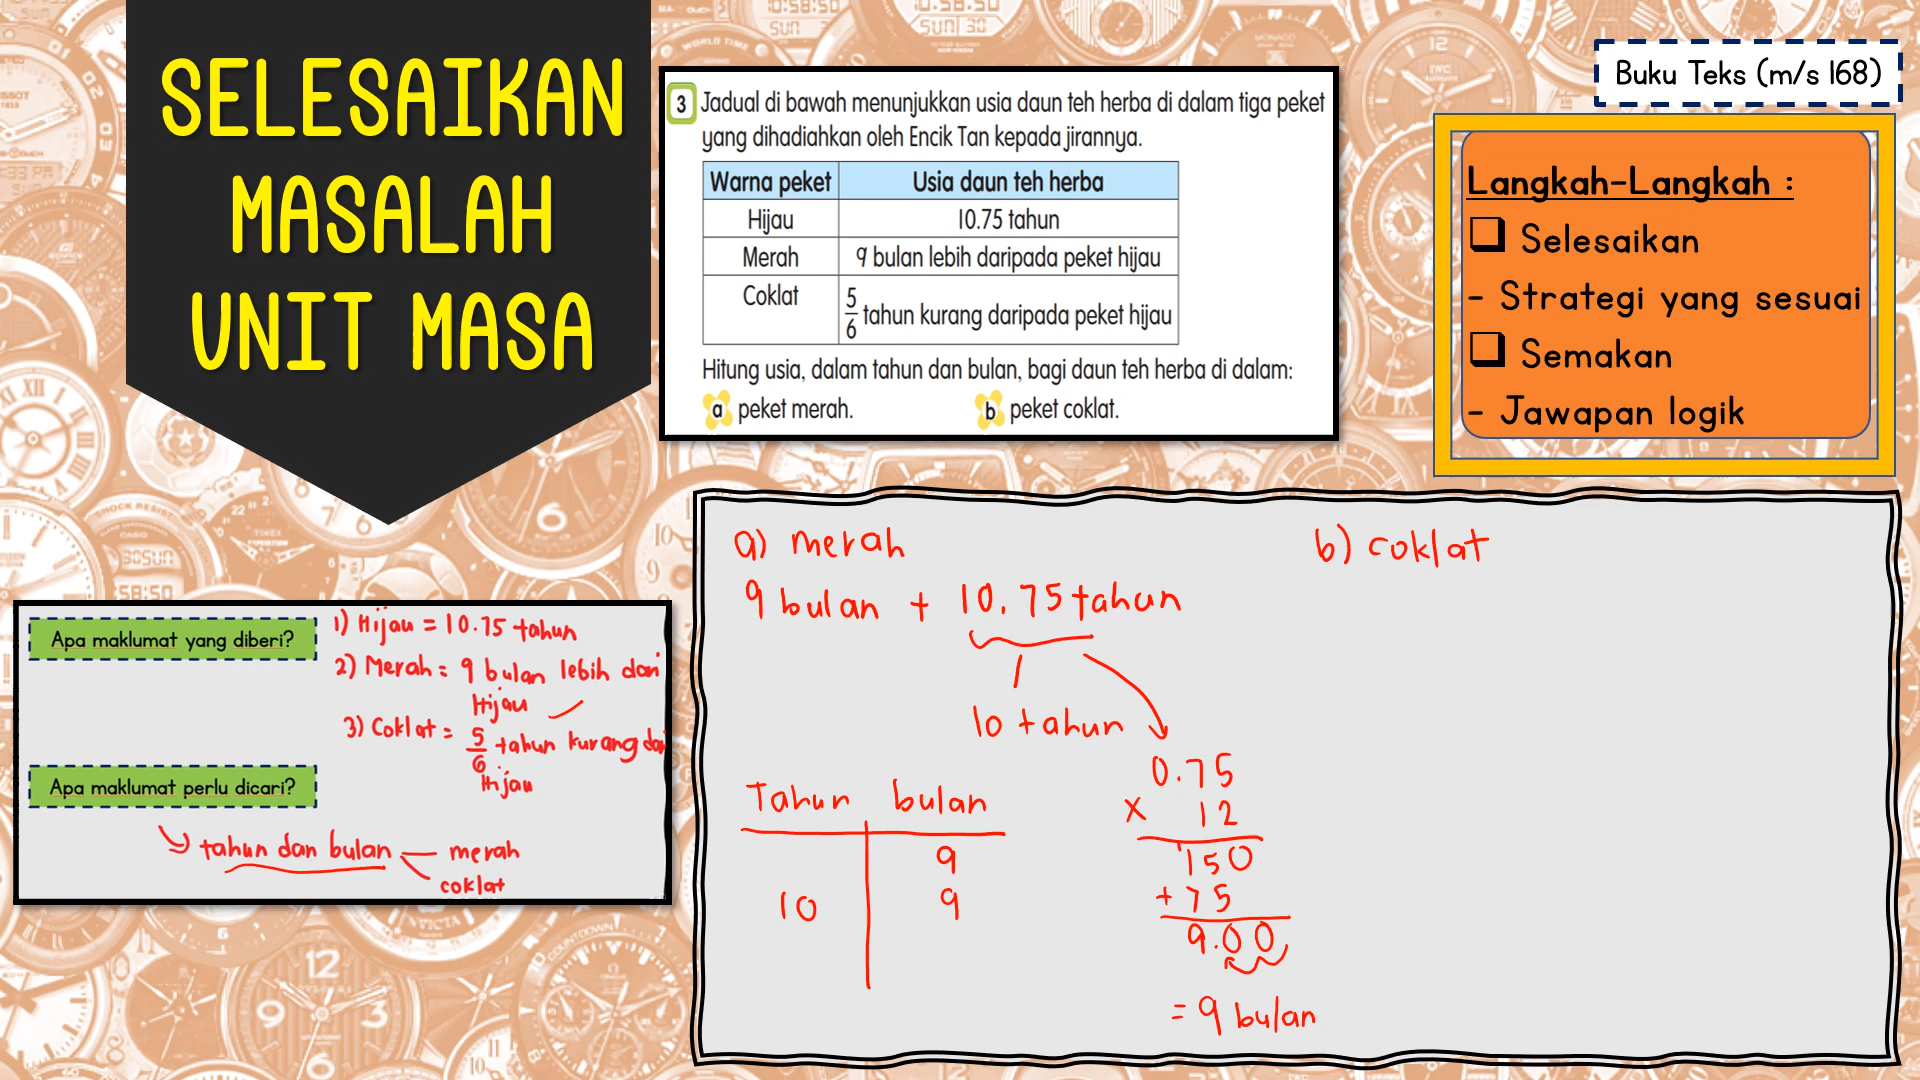 SELESAIKAN
MASALAH
UNIT MASA
3 Jadual di bawah menunjukkan usia daun teh herba di dalam tiga peket
yang dihadiahkan oleh Encik Tan kepada jirannya.
Warna peket Usia daun teh herba
Hijau 10.75 tahun
Merah 9 bulan lebih daripada peket hijau
Coklat 5/6 tahun kurang daripada peket hijau
Hitung usia, dalam tahun dan bulan, bagi daun teh herba di dalam:
a peket merah. b peket coklat.
Buku Teks (m/s 168)
Langkah-Langkah :
❑ Selesaikan
- Strategi yang sesuai
❑ Semakan
- Jawapan logik
Apa maklumat yang diberi?
1) Hijau = 10.75 tahun
2) Merah = 9 bulan lebih dari
Hijau
3) Coklat = 5/6 tahun kurang dari
Hijau
Apa maklumat perlu dicari?
tahun dan bulan
merah
coklat
a) merah
9 bulan + 10.75 tahun
10 tahun
0.75
x 12
150
+ 75
9.00
= 9 bulan
Tahun bulan
9
10 9
b) coklat